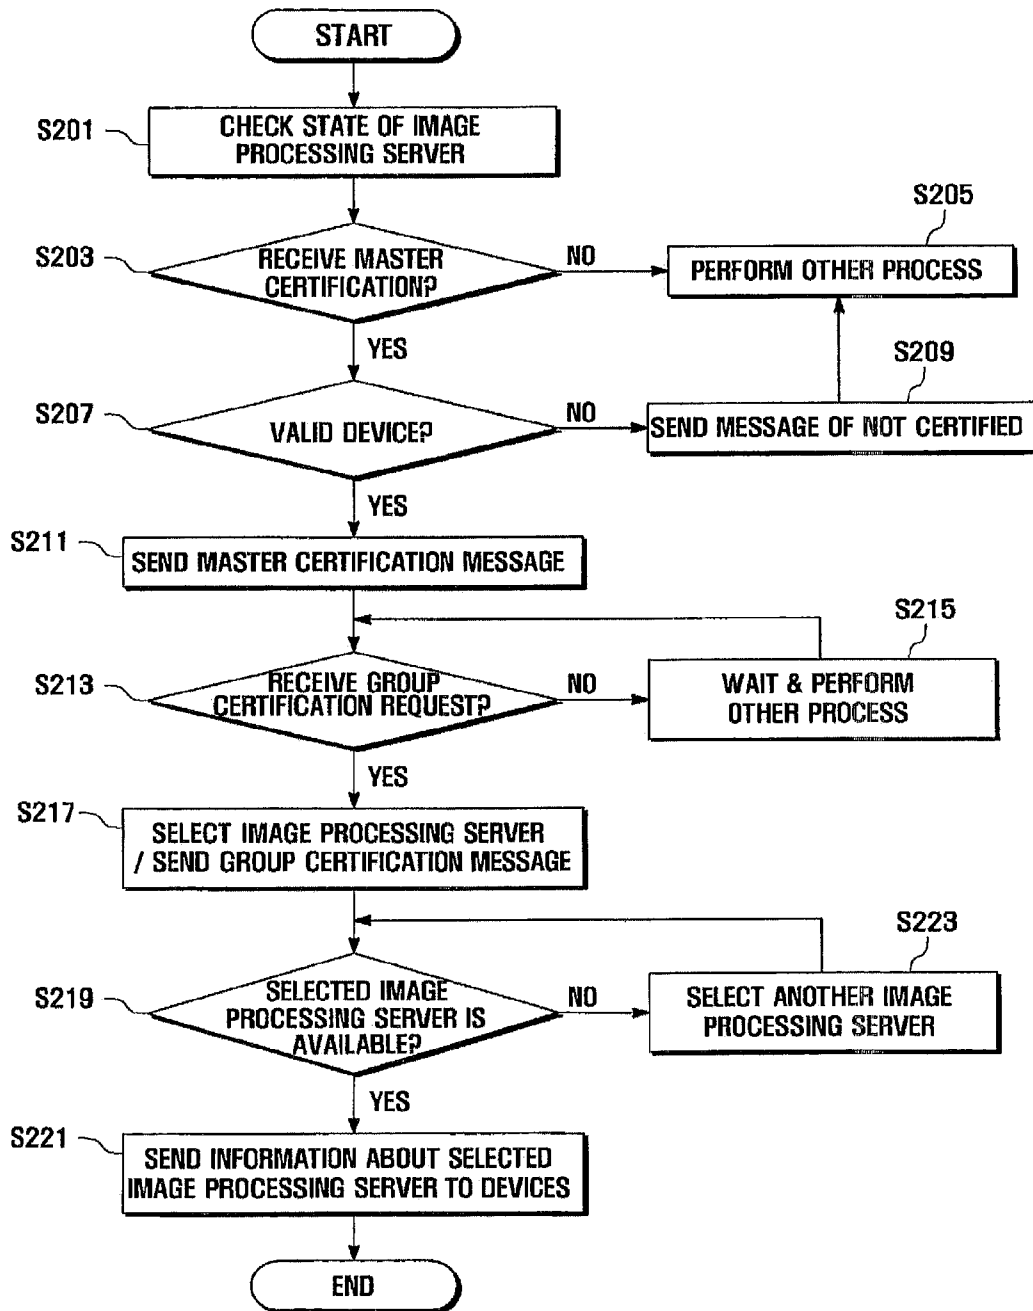 START
S201
CHECK STATE OF IMAGE
PROCESSING SERVER
S203
RECEIVE MASTER
CERTIFICATION?
NO
S205
PERFORM OTHER PROCESS
YES
S207
VALID DEVICE?
NO
S209
SEND MESSAGE OF NOT CERTIFIED
YES
S211
SEND MASTER CERTIFICATION MESSAGE
S213
RECEIVE GROUP
CERTIFICATION REQUEST?
NO
S215
WAIT & PERFORM
OTHER PROCESS
YES
S217
SELECT IMAGE PROCESSING SERVER
/ SEND GROUP CERTIFICATION MESSAGE
S219
SELECTED IMAGE
PROCESSING SERVER IS
AVAILABLE?
NO
S223
SELECT ANOTHER IMAGE
PROCESSING SERVER
YES
S221
SEND INFORMATION ABOUT SELECTED
IMAGE PROCESSING SERVER TO DEVICES
END